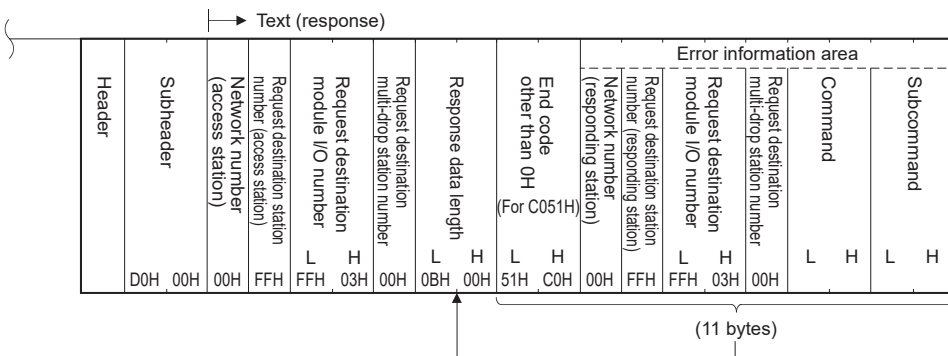 Text (response)
Error information area
Header
Subheader
Network number
(access station)
Request destination station
number (access station)
Request destination
module I/O number
Request destination
multi-drop station number
Response data length
End code
other than 0H
(For C051H)
Network number
(responding station)
Request destination station
number (responding station)
Request destination
module I/O number
Request destination
multi-drop station number
Command
Subcommand
L H L H L H L H L H L H
D0H 00H 00H FFH FFH 03H 00H 0BH 00H 51H C0H 00H FFH FFH 03H 00H
(11 bytes)